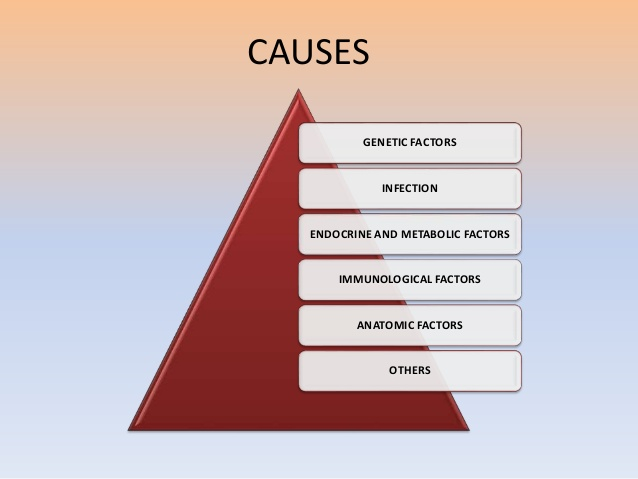 CAUSES
GENETIC FACTORS
INFECTION
ENDOCRINE AND METABOLIC FACTORS
IMMUNOLOGICAL FACTORS
ANATOMIC FACTORS
OTHERS